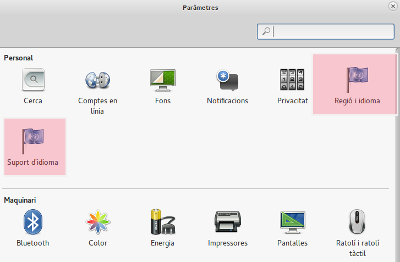 Paràmetres
Personal
Cerca
Comptes en línia
Fons
Notificacions
Privacitat
Regió i idioma
Suport d'idioma
Maquinari
Bluetooth
Color
Energia
Impressores
Pantalles
Ratolí i ratolí tàctil